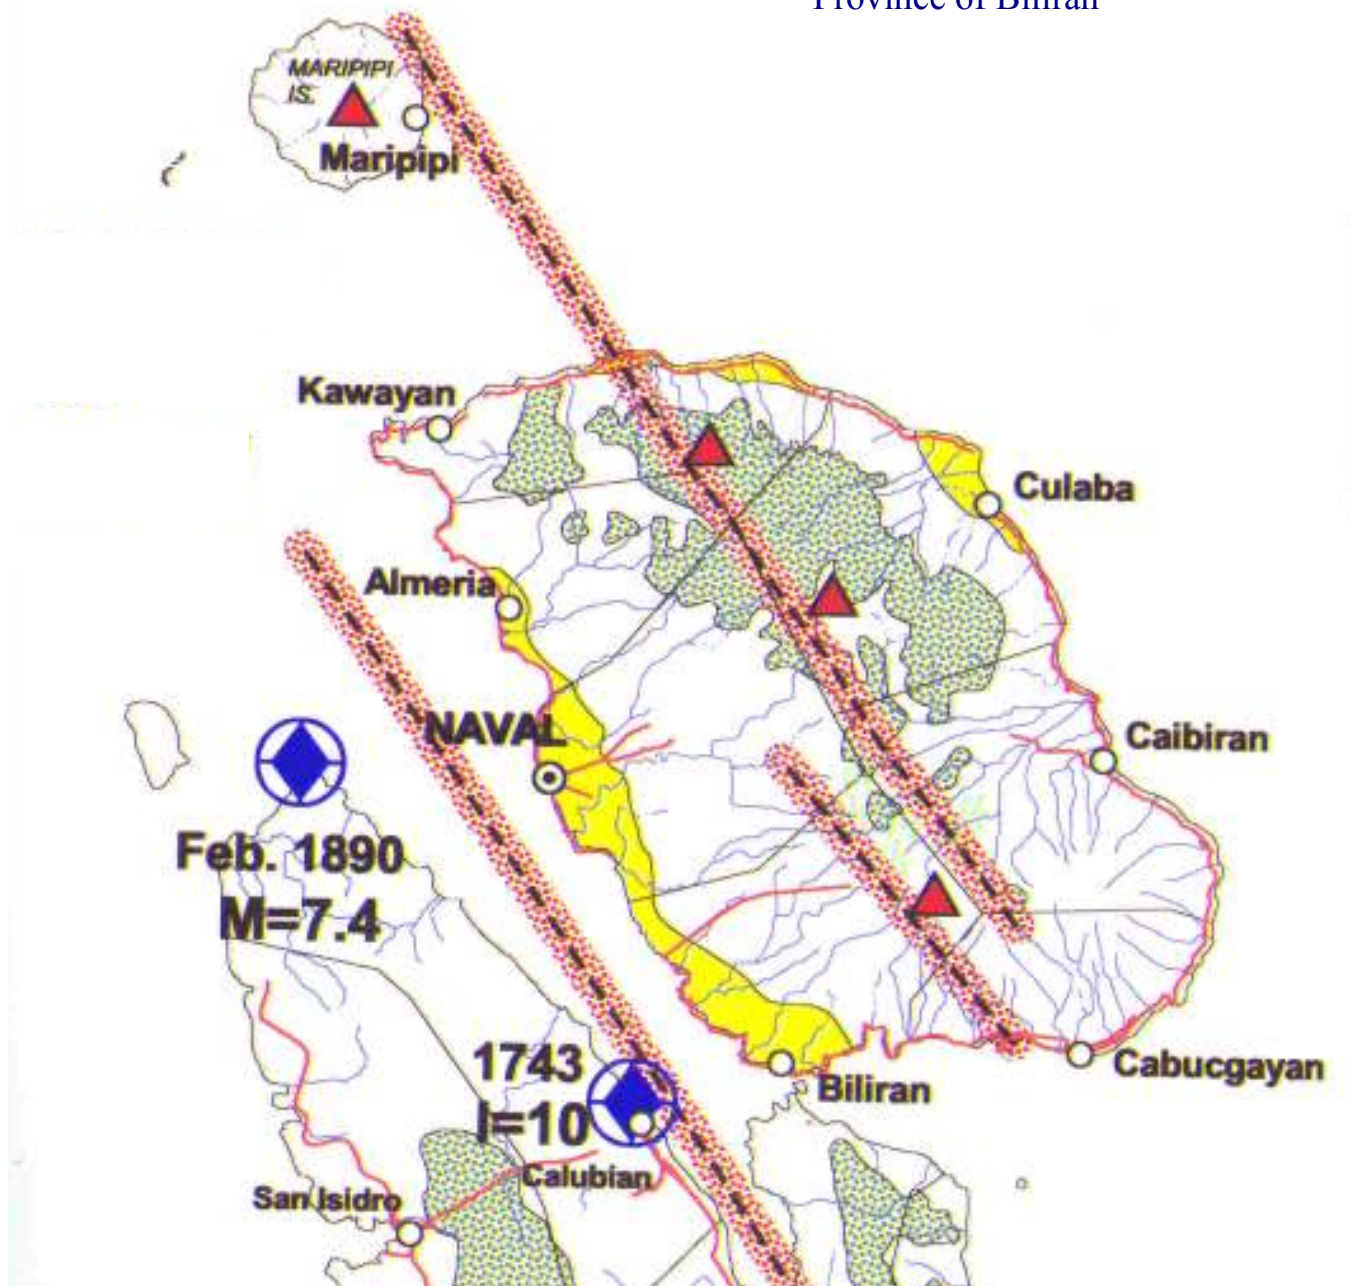 Province of Biliran
MARIPIPI
IS.
Maripipi
Kawayan
Culaba
Almeria
NAVAL
Caibiran
Feb. 1890
M=7.4
1743
I=10
Cabucgayan
Biliran
Calubian
San Isidro